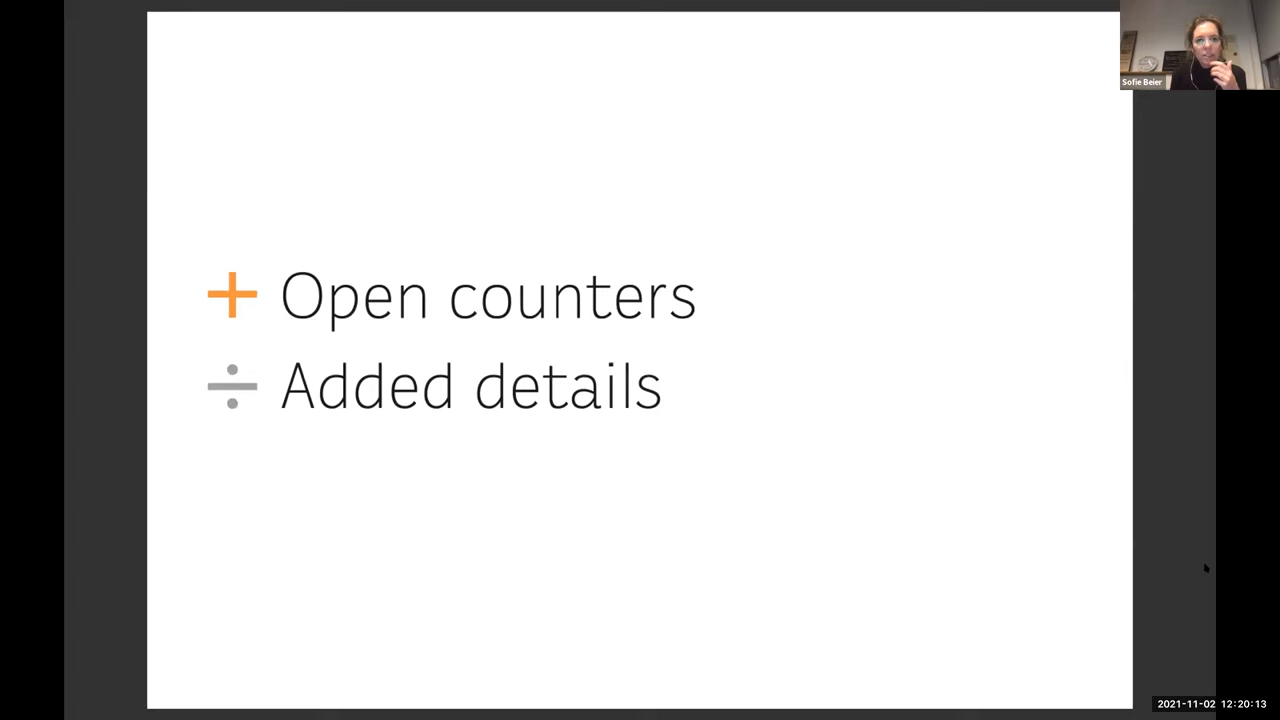 Sofie Beier
+ Open counters
÷ Added details
2021-11-02 12:20:13